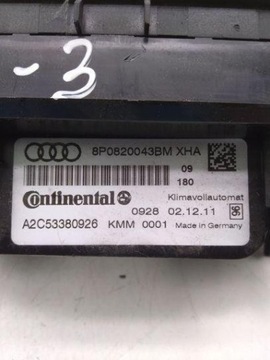 -3
8P0820043BM XHA
09
180
Continental
Klimavollautomat
0928 02.12.11
A2C53380926 KMM 0001 Made in Germany